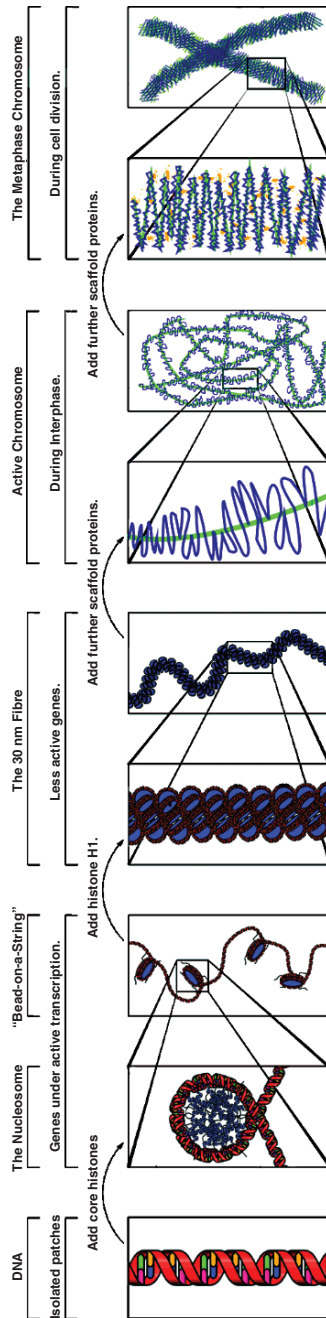 DNA
The Nucleosome
“Bead-on-a-String”
The 30 nm Fibre
Active Chromosome
The Metaphase Chromosome
Isolated patches
Genes under active transcription.
Less active genes.
During Interphase.
During cell division.
Add core histones
Add histone H1.
Add further scaffold proteins.
Add further scaffold proteins.